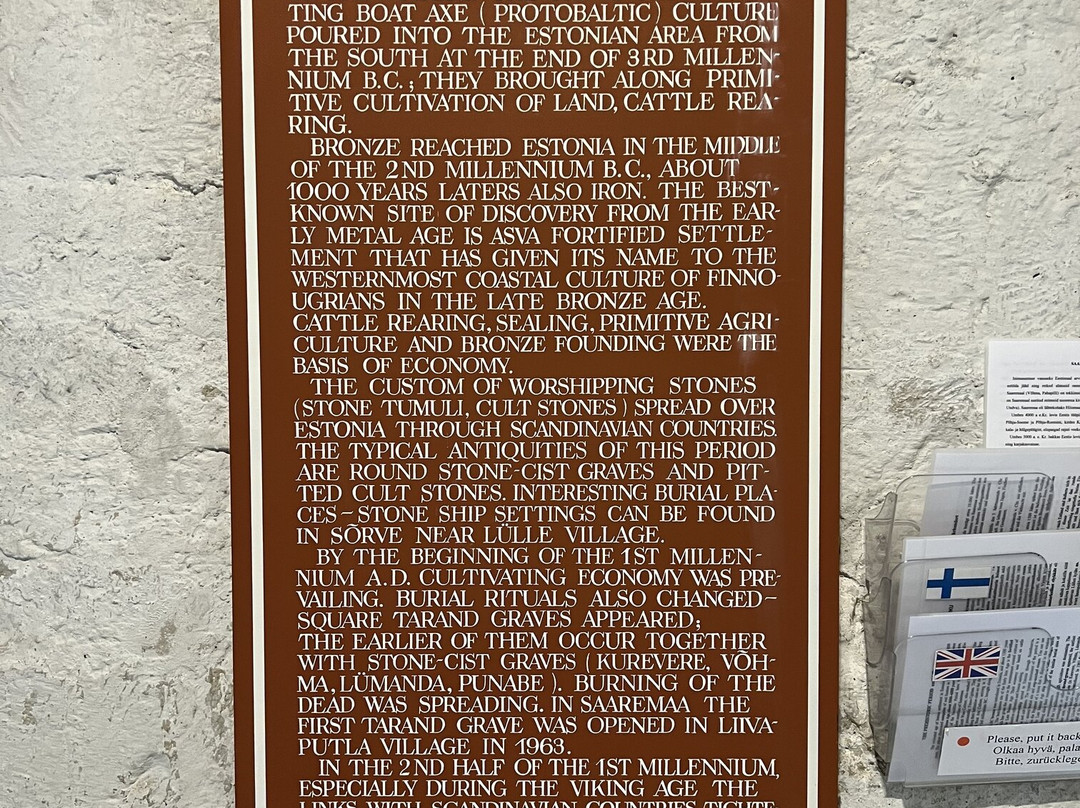 TING BOAT AXE ( PROTOBALTIC ) CULTURE
POURED INTO THE ESTONIAN AREA FROM
THE SOUTH AT THE END OF 3RD MILLEN-
NIUM B.C.; THEY BROUGHT ALONG PRIMI-
TIVE CULTIVATION OF LAND, CATTLE REA-
RING.
BRONZE REACHED ESTONIA IN THE MIDDLE
OF THE 2ND MILLENNIUM B.C., ABOUT
1000 YEARS LATERS ALSO IRON. THE BEST-
KNOWN SITE OF DISCOVERY FROM THE EAR-
LY METAL AGE IS ASVA FORTIFIED SETTLE-
MENT THAT HAS GIVEN ITS NAME TO THE
WESTERNMOST COASTAL CULTURE OF FINNO-
UGRIANS IN THE LATE BRONZE AGE.
CATTLE REARING, SEALING, PRIMITIVE AGRI-
CULTURE AND BRONZE FOUNDING WERE THE
BASIS OF ECONOMY.
THE CUSTOM OF WORSHIPPING STONES
(STONE TUMULI, CULT STONES ) SPREAD OVER
ESTONIA THROUGH SCANDINAVIAN COUNTRIES.
THE TYPICAL ANTIQUITIES OF THIS PERIOD
ARE ROUND STONE-CIST GRAVES AND PIT-
TED CULT STONES. INTERESTING BURIAL PLA-
CES – STONE SHIP SETTINGS CAN BE FOUND
IN SÕRVE NEAR LÜLLE VILLAGE.
BY THE BEGINNING OF THE 1ST MILLEN-
NIUM A.D. CULTIVATING ECONOMY WAS PRE-
VAILING. BURIAL RITUALS ALSO CHANGED –
SQUARE TARAND GRAVES APPEARED;
THE EARLIER OF THEM OCCUR TOGETHER
WITH STONE-CIST GRAVES ( KUREVERE, VÕH-
MA, LÜMANDA, PUNABE ). BURNING OF THE
DEAD WAS SPREADING. IN SAAREMAA THE
FIRST TARAND GRAVE WAS OPENED IN LIIVA-
PUTLA VILLAGE IN 1963.
IN THE 2ND HALF OF THE 1ST MILLENNIUM,
ESPECIALLY DURING THE VIKING AGE THE
LINKS WITH SCANDINAVIAN COUNTRIES TIGHTE
Please, put it back
Olkaa hyvä, pala
Bitte, zurücklege